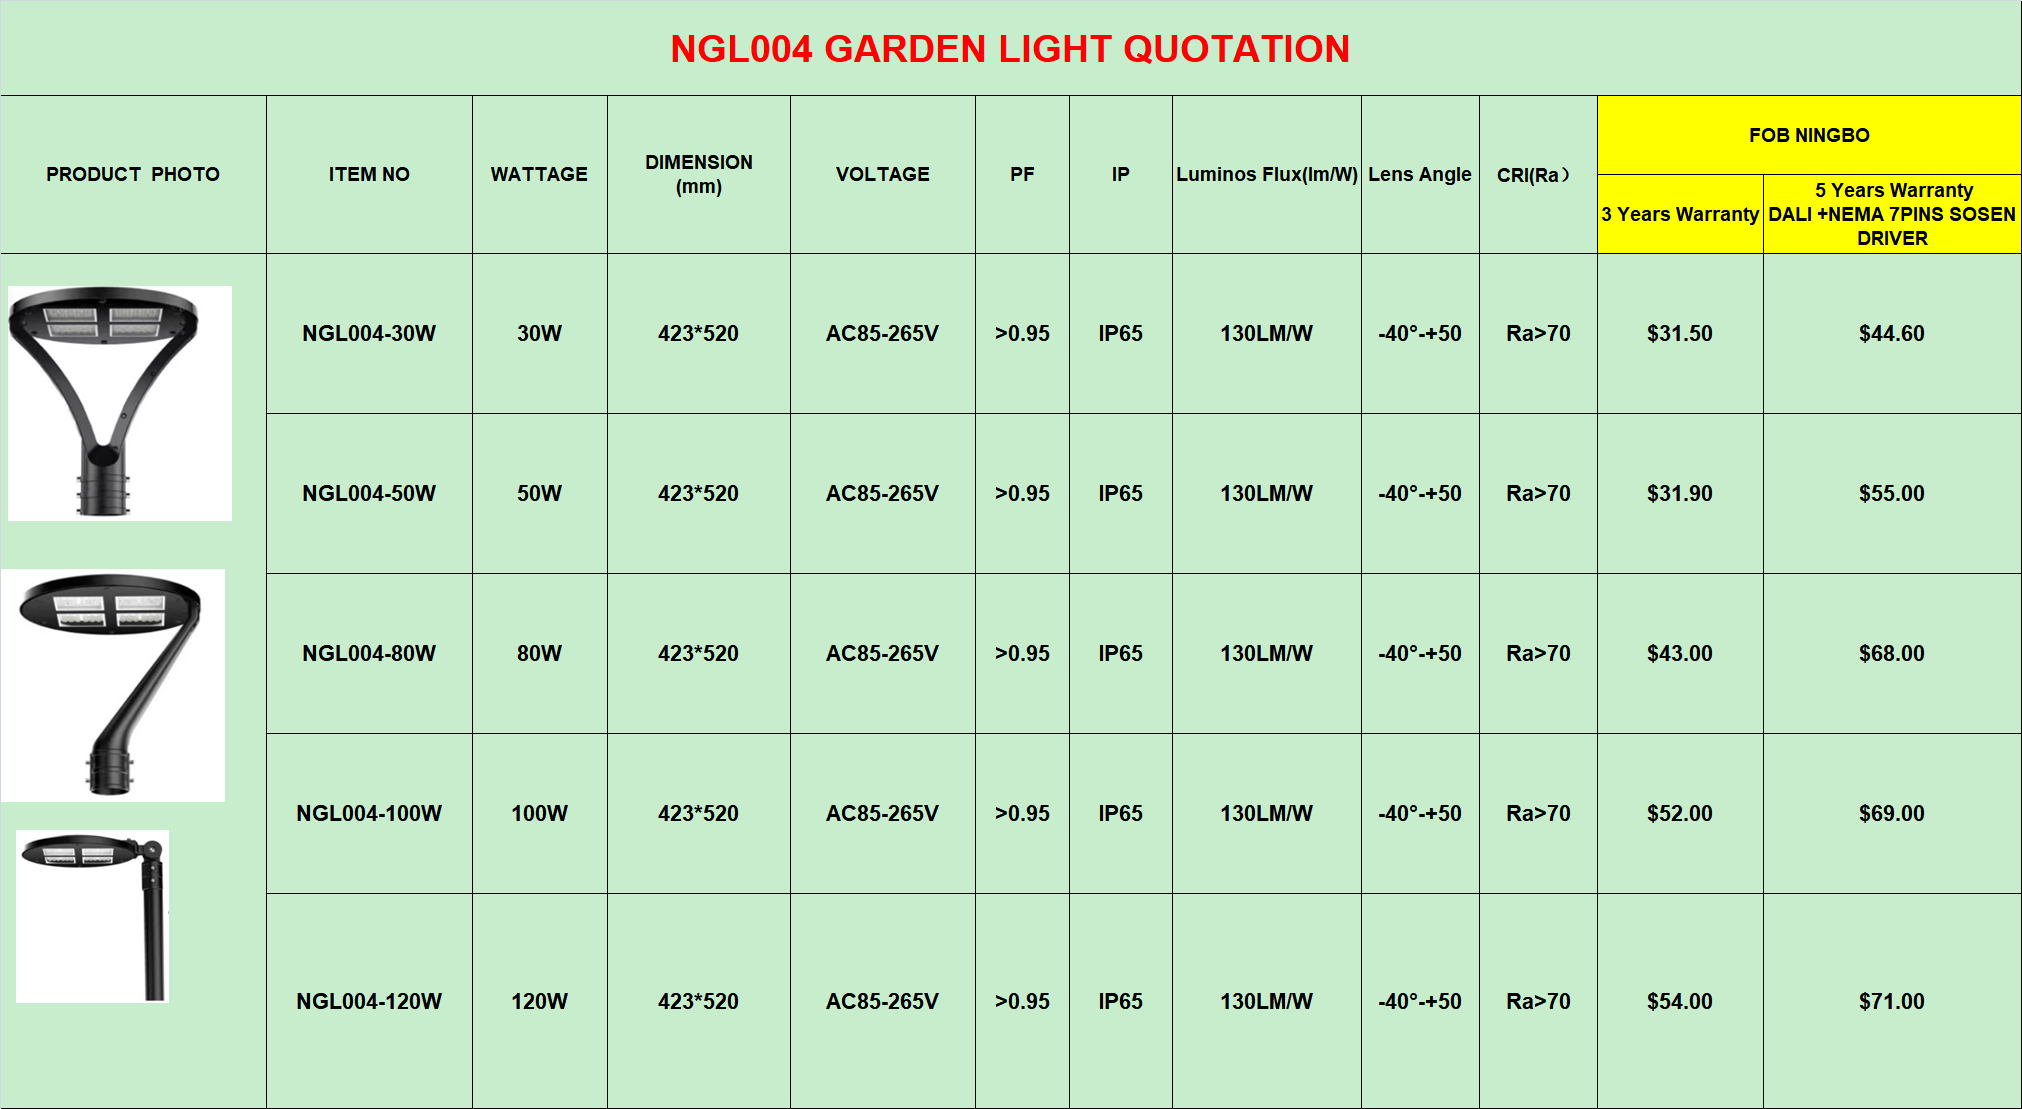 NGL004 GARDEN LIGHT QUOTATION
PRODUCT PHOTO ITEM NO WATTAGE DIMENSION (mm) VOLTAGE PF IP Luminos Flux(lm/W) Lens Angle CRI(Ra） FOB NINGBO
3 Years Warranty
5 Years Warranty
DALI +NEMA 7PINS SOSEN
DRIVER
NGL004-30W 30W 423*520 AC85-265V >0.95 IP65 130LM/W -40°-+50 Ra>70 $31.50 $44.60
NGL004-50W 50W 423*520 AC85-265V >0.95 IP65 130LM/W -40°-+50 Ra>70 $31.90 $55.00
NGL004-80W 80W 423*520 AC85-265V >0.95 IP65 130LM/W -40°-+50 Ra>70 $43.00 $68.00
NGL004-100W 100W 423*520 AC85-265V >0.95 IP65 130LM/W -40°-+50 Ra>70 $52.00 $69.00
NGL004-120W 120W 423*520 AC85-265V >0.95 IP65 130LM/W -40°-+50 Ra>70 $54.00 $71.00